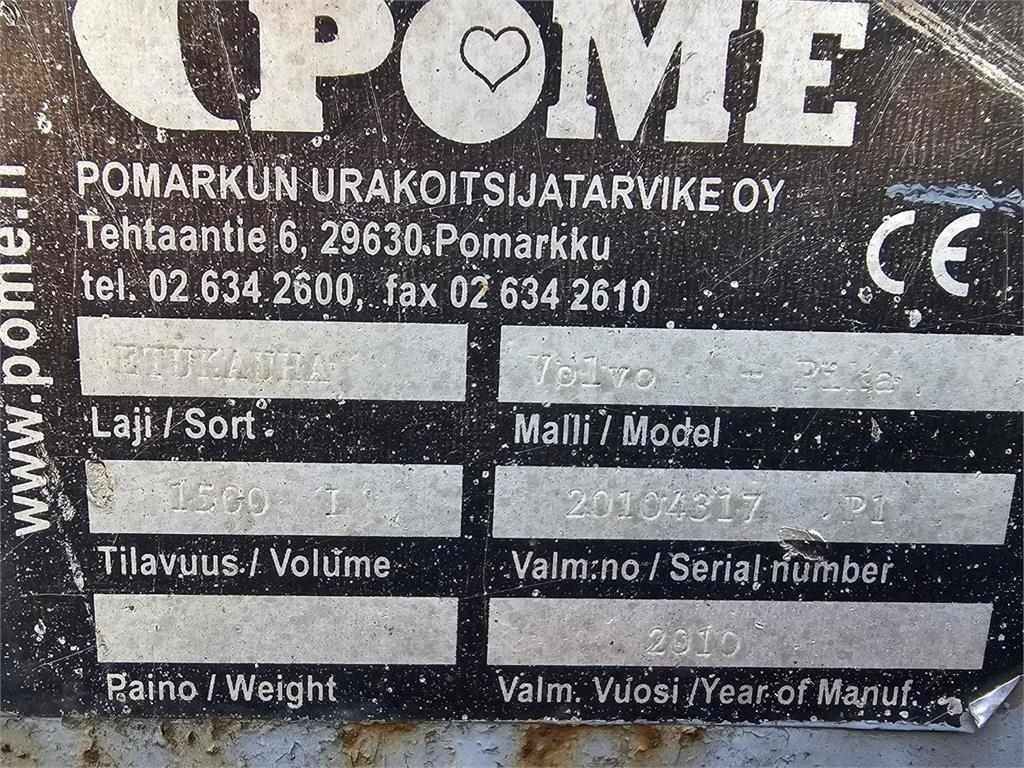 POME
POMARKUN URAKOITSIJATARVIKE OY
Tehtaantie 6, 29630 Pomarkku
tel. 02 634 2600, fax 02 634 2610
CE
www.pome.fi
ETUKAUHA
Laji / Sort
Volvo - Pika
Malli / Model
1500 L
Tilavuus / Volume
20104317 P1
Valm.no / Serial number
Paino / Weight
2010
Valm. Vuosi /Year of Manuf.